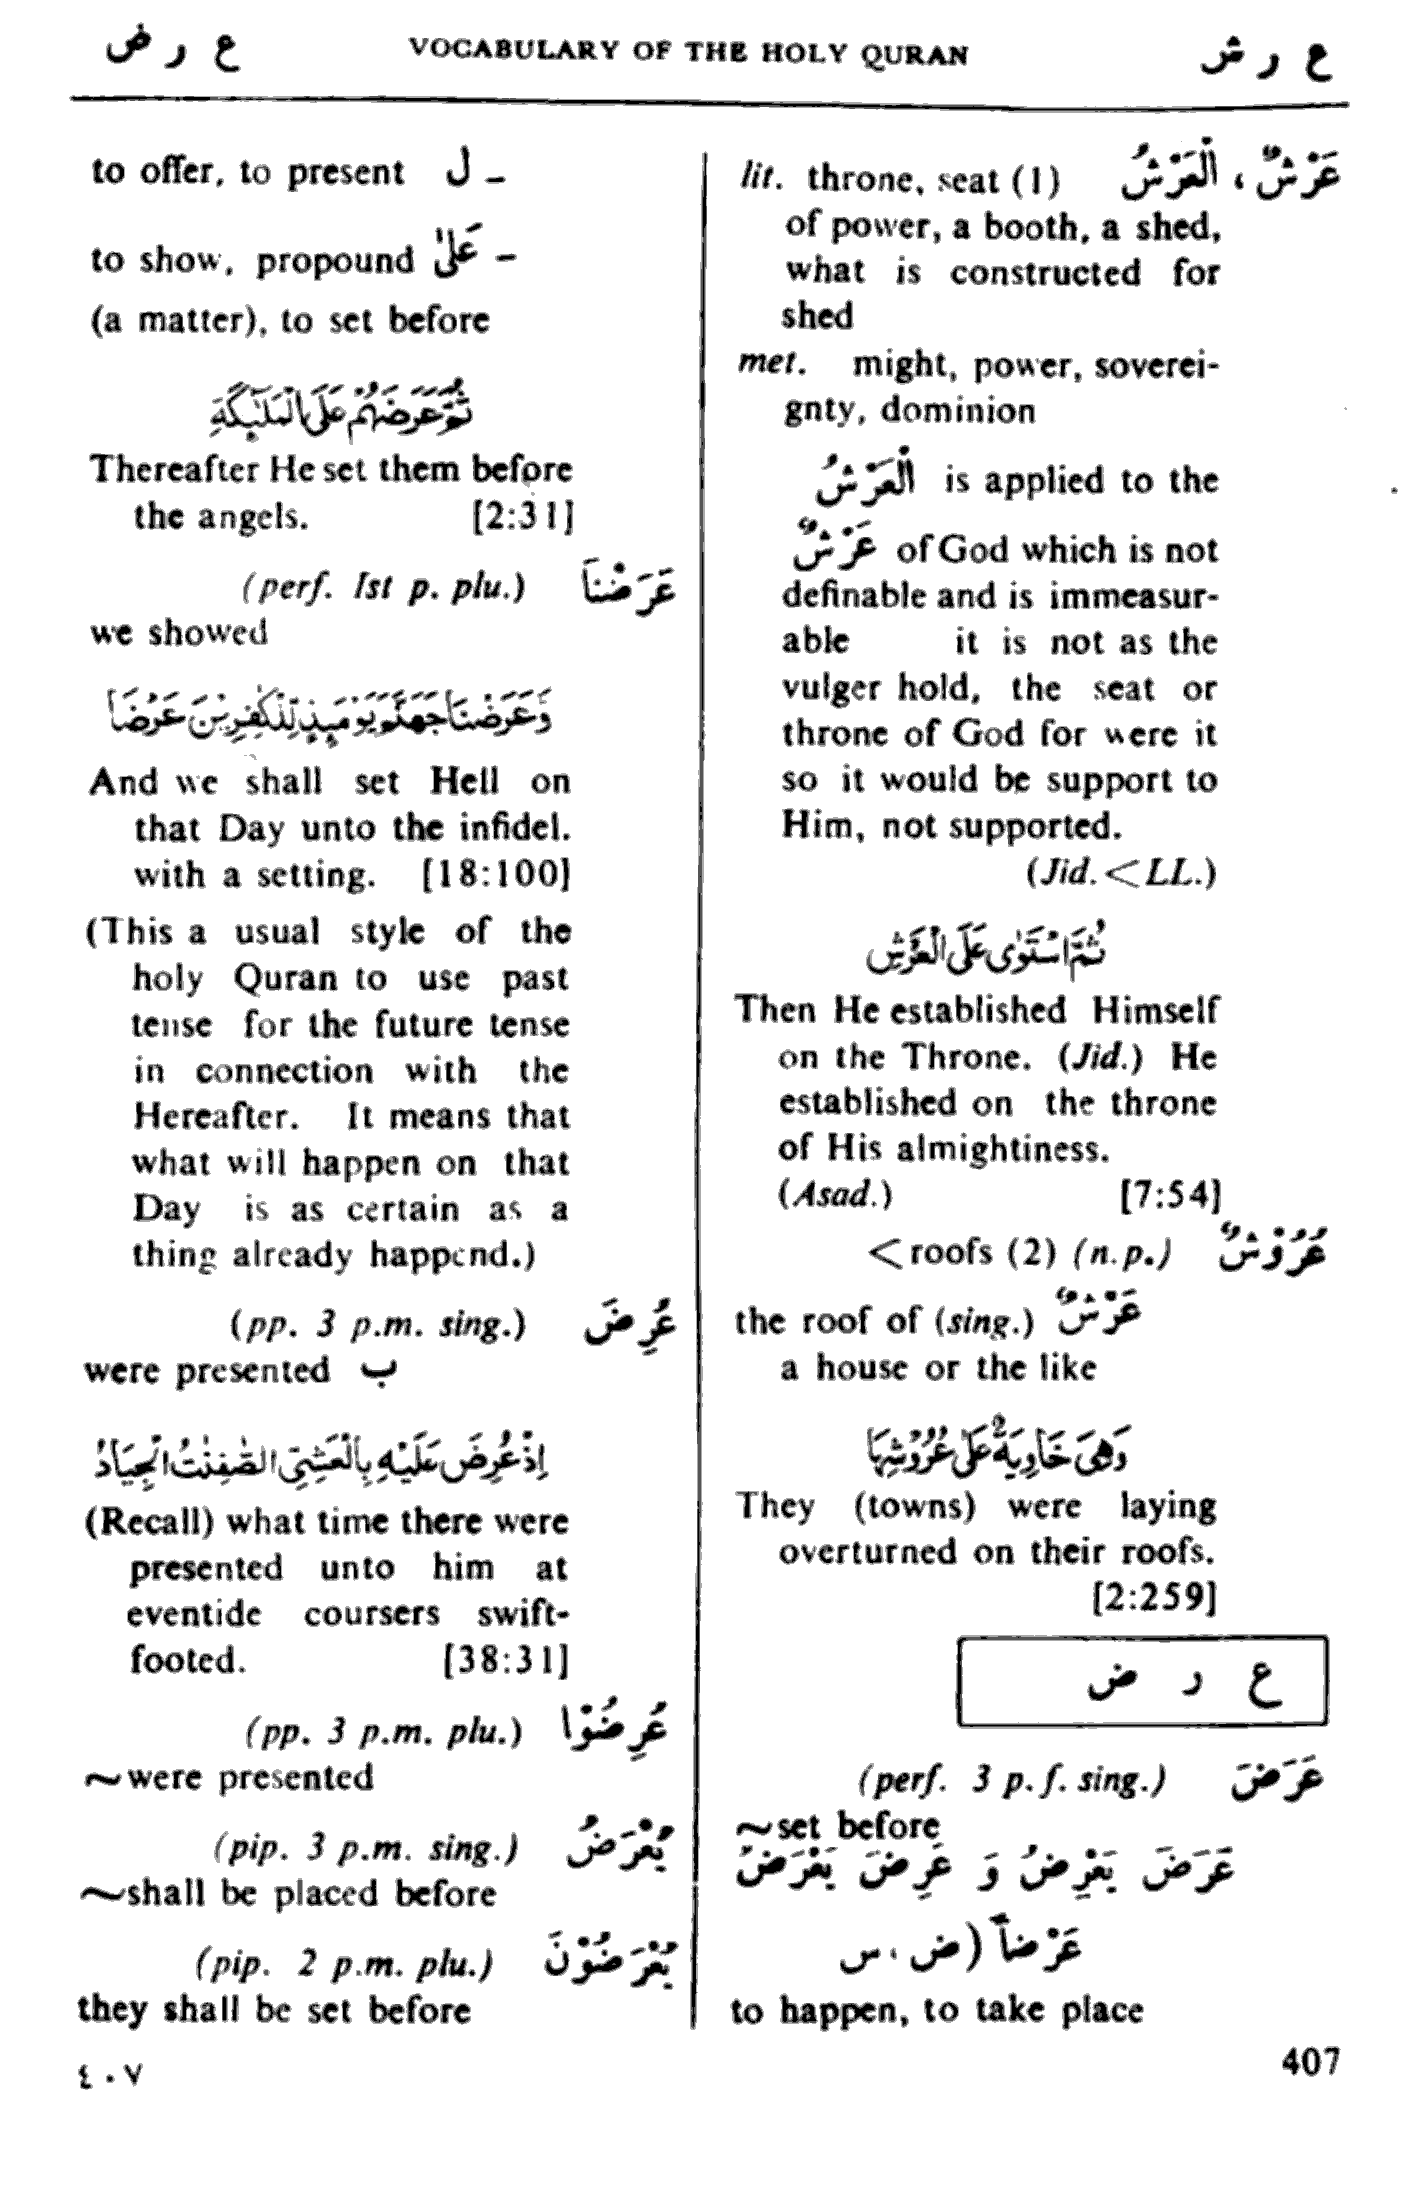 ع ر ش VOCABULARY OF THE HOLY QURAN ع ر ض
عَرْشٌ ، اَلْعَرْشُ lit. throne, seat (1)
of power, a booth, a shed,
what is constructed for
shed
met. might, power, soverei-
gnty, dominion
اَلْعَرْشُ is applied to the
عَرْشٌ of God which is not
definable and is immeasur-
able it is not as the
vulger hold, the seat or
throne of God for were it
so it would be support to
Him, not supported.
(Jid. < LL.)
ثُمَّ اسْتَوٰى عَلَى الْعَرْشِ
Then He established Himself
on the Throne. (Jid.) He
established on the throne
of His almightiness.
(Asad.) [7:54]
عُرُوْشٌ (n.p.) < roofs (2)
the roof of (sing.) عَرْشٌ
a house or the like
وَهِىَ خَاوِيَةٌ عَلٰى عُرُوْشِهَا
They (towns) were laying
overturned on their roofs.
[2:259]
ع ر ض
عَرَضَ (perf. 3 p. f. sing.)
~set before
عَرَضَ يَعْرِضُ وَ عَرِضَ يَعْرَضُ
عَرْضاً (ض ، س
to happen, to take place
to offer, to present ل –
to show, propound عَلٰى –
(a matter), to set before
ثُمَّ عَرَضَهُمْ عَلَى الْمَلٰٓئِكَةِ
Thereafter He set them before
the angels. [2:31]
عَرَضْنَا (perf. Ist p. plu.)
we showed
وَّعَرَضْنَا جَهَنَّمَ يَوْمَئِذٍ لِّلْكٰفِرِيْنَ عَرْضًا
And we shall set Hell on
that Day unto the infidel.
with a setting. [18:100]
(This a usual style of the
holy Quran to use past
tense for the future tense
in connection with the
Hereafter. It means that
what will happen on that
Day is as certain as a
thing already happend.)
عُرِضَ (pp. 3 p.m. sing.)
were presented ب
اِذْ عُرِضَ عَلَيْهِ بِالْعَشِيِّ الصّٰفِنٰتُ الْجِيَادُ
(Recall) what time there were
presented unto him at
eventide coursers swift-
footed. [38:31]
عُرِضُوْا (pp. 3 p.m. plu.)
~were presented
يُعْرَضُ (pip. 3 p.m. sing.)
~shall be placed before
يُعْرَضُوْنَ (pip. 2 p.m. plu.)
they shall be set before
٤٠٧ 407